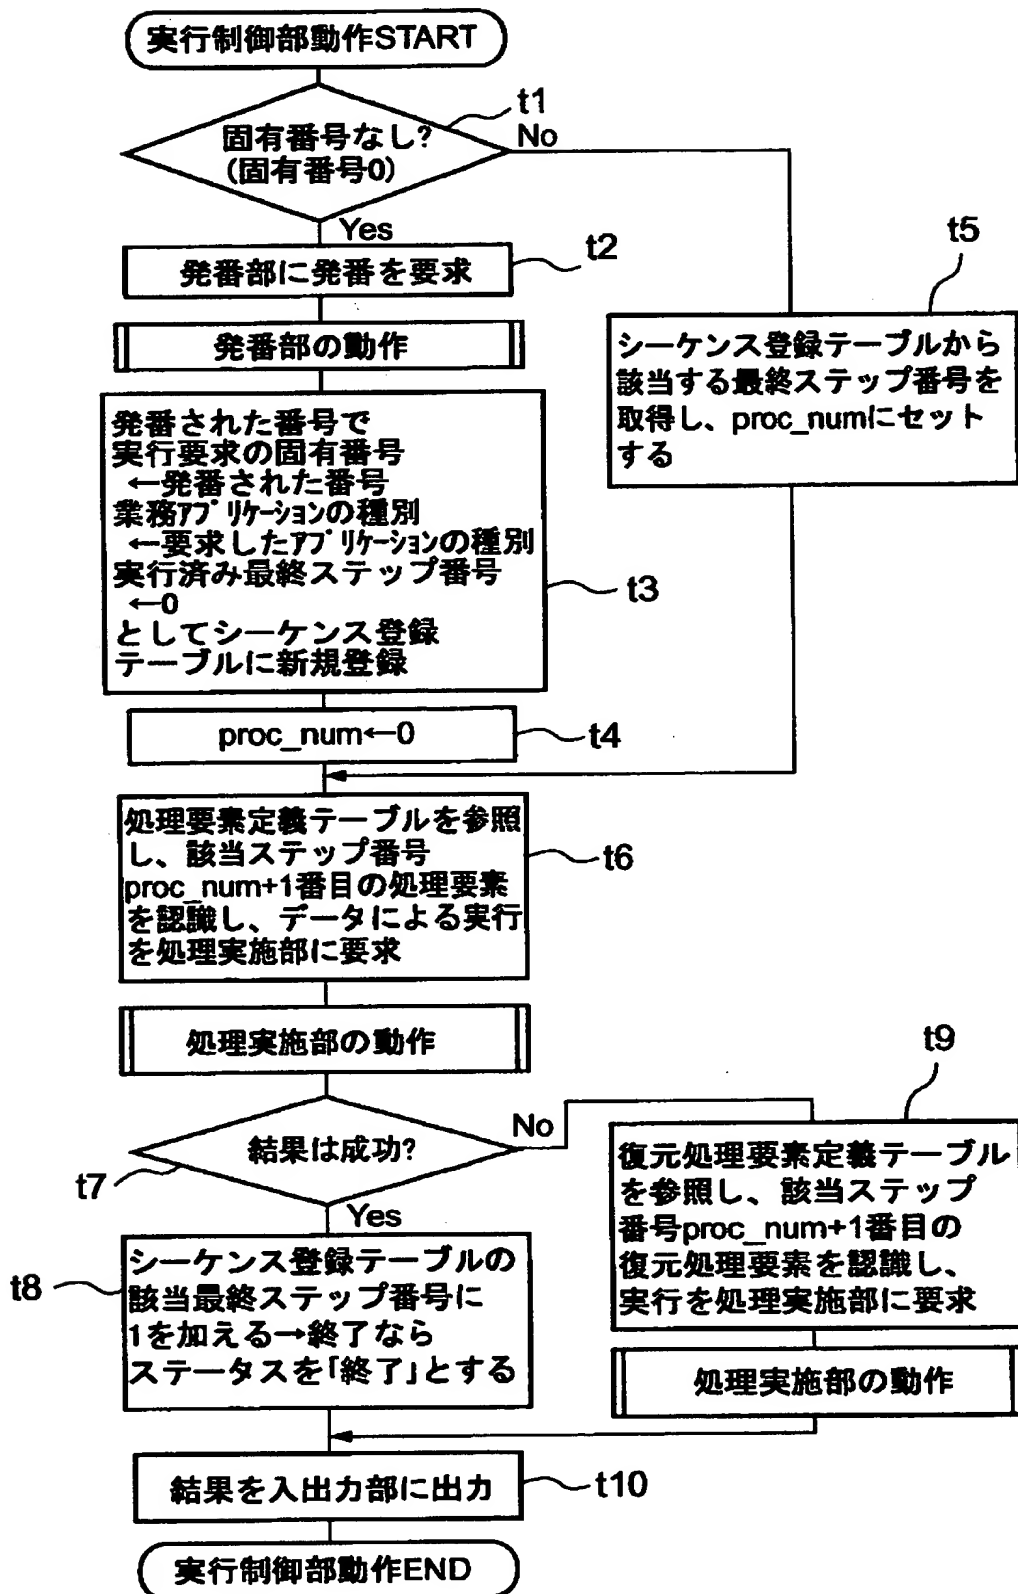 実行制御部動作START
t1
固有番号なし?
(固有番号0)
No
Yes
発番部に発番を要求
t2
発番部の動作
t5
シーケンス登録テーブルから
該当する最終ステップ番号を
取得し、proc_numにセット
する
発番された番号で
実行要求の固有番号
←発番された番号
業務アプリケーションの種別
←要求したアプリケーションの種別
実行済み最終ステップ番号
←0
としてシーケンス登録
テーブルに新規登録
t3
proc_num←0
t4
処理要素定義テーブルを参照
し、該当ステップ番号
proc_num+1番目の処理要素
を認識し、データによる実行
を処理実施部に要求
t6
処理実施部の動作
結果は成功?
t7
No
Yes
t9
復元処理要素定義テーブル
を参照し、該当ステップ
番号proc_num+1番目の
復元処理要素を認識し、
実行を処理実施部に要求
処理実施部の動作
シーケンス登録テーブルの
該当最終ステップ番号に
1を加える→終了なら
ステータスを「終了」とする
t8
結果を入出力部に出力
t10
実行制御部動作END